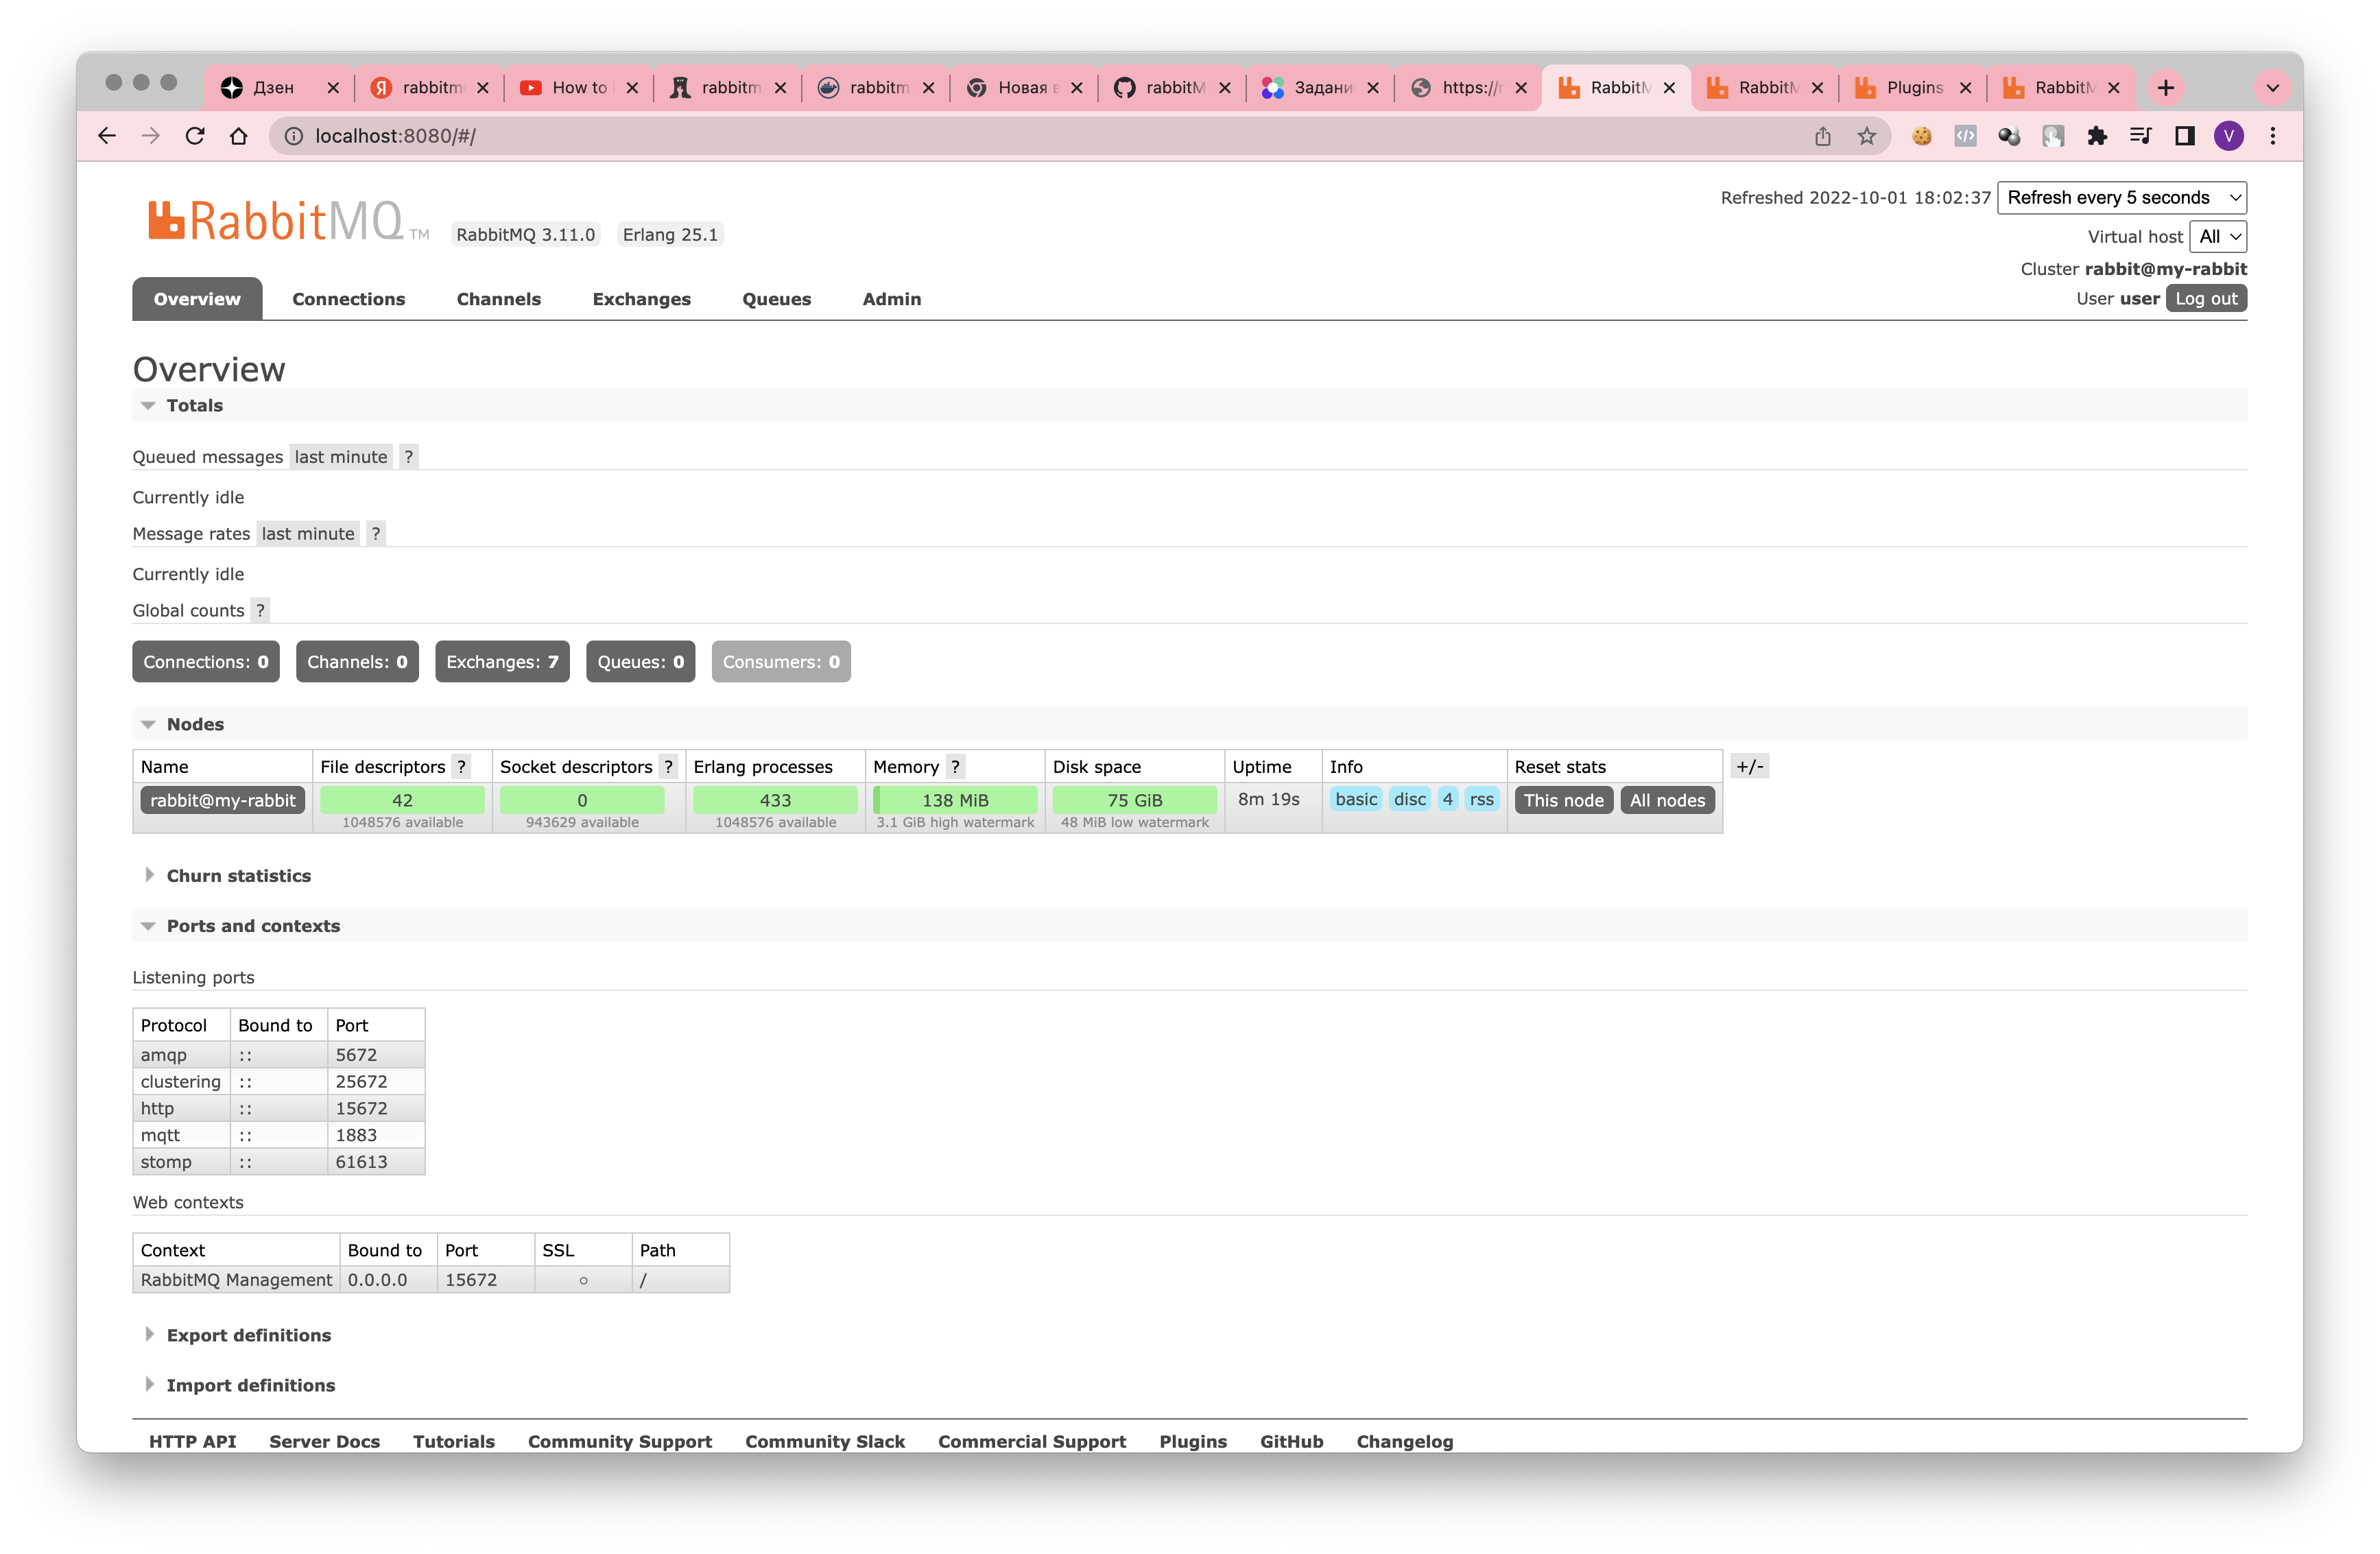 Дзен rabbitm How to rabbitm rabbitm Новая в rabbitM Задани https://r RabbitM RabbitM Plugins RabbitM
localhost:8080/#/ V
Refreshed 2022-10-01 18:02:37 Refresh every 5 seconds
RabbitMQ TM RabbitMQ 3.11.0 Erlang 25.1
Virtual host All
Cluster rabbit@my-rabbit
User user Log out
Overview Connections Channels Exchanges Queues Admin
Overview
Totals
Queued messages last minute ?
Currently idle
Message rates last minute ?
Currently idle
Global counts ?
Connections: 0 Channels: 0 Exchanges: 7 Queues: 0 Consumers: 0
Nodes
Name File descriptors ? Socket descriptors ? Erlang processes Memory ? Disk space Uptime Info Reset stats +/-
rabbit@my-rabbit 42 0 433 138 MiB 75 GiB 8m 19s basic disc 4 rss This node All nodes
1048576 available 943629 available 1048576 available 3.1 GiB high watermark 48 MiB low watermark
Churn statistics
Ports and contexts
Listening ports
Protocol Bound to Port
amqp :: 5672
clustering :: 25672
http :: 15672
mqtt :: 1883
stomp :: 61613
Web contexts
Context Bound to Port SSL Path
RabbitMQ Management 0.0.0.0 15672 ○ /
Export definitions
Import definitions
HTTP API Server Docs Tutorials Community Support Community Slack Commercial Support Plugins GitHub Changelog